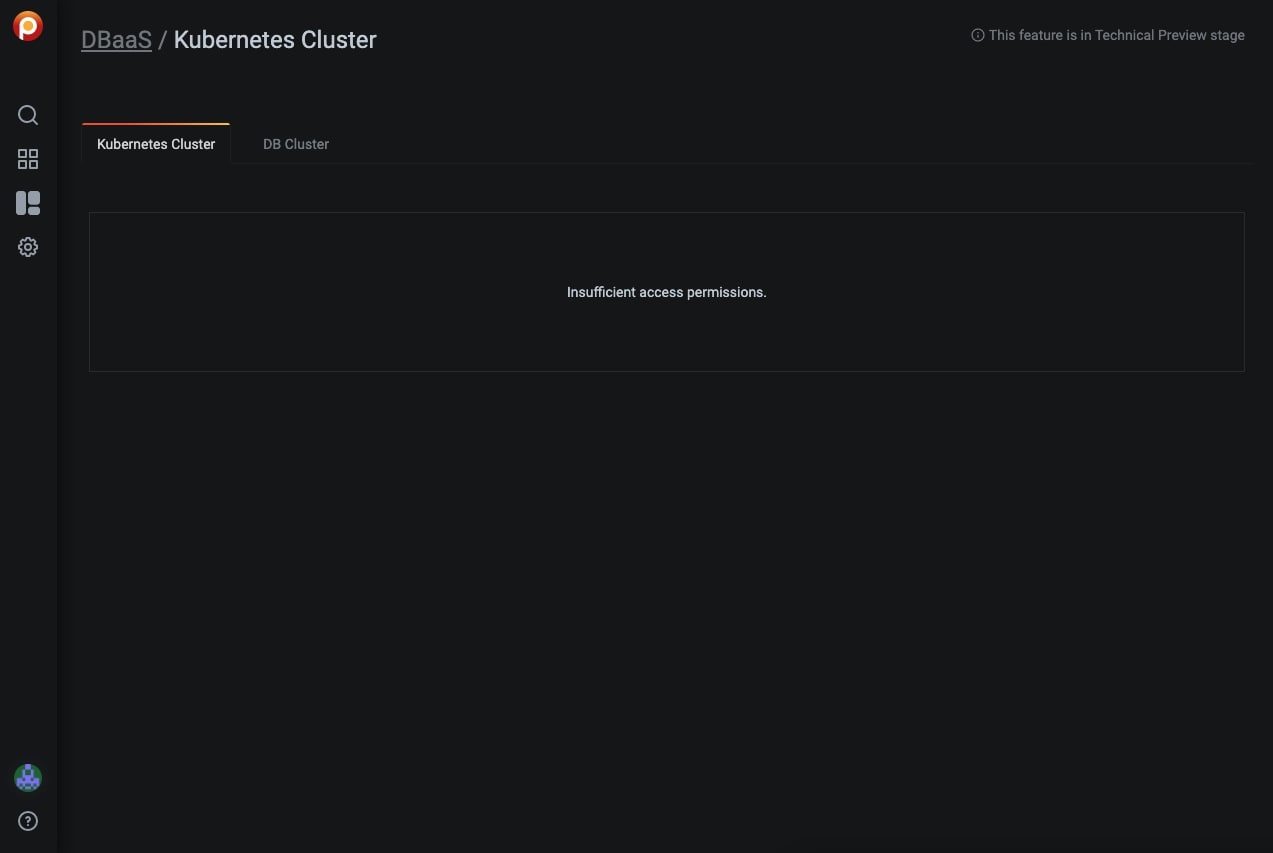 DBaaS / Kubernetes Cluster
This feature is in Technical Preview stage
Kubernetes Cluster
DB Cluster
Insufficient access permissions.